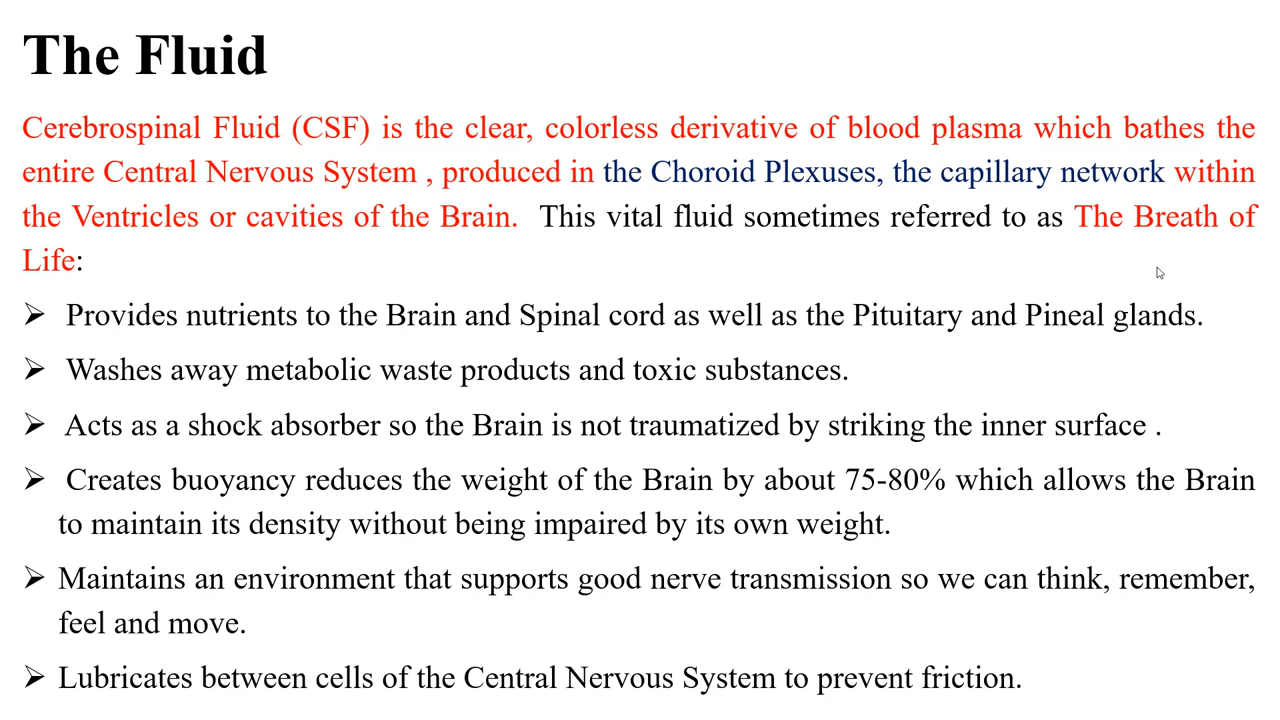 The Fluid
Cerebrospinal Fluid (CSF) is the clear, colorless derivative of blood plasma which bathes the
entire Central Nervous System , produced in the Choroid Plexuses, the capillary network within
the Ventricles or cavities of the Brain. This vital fluid sometimes referred to as The Breath of
Life:
➢ Provides nutrients to the Brain and Spinal cord as well as the Pituitary and Pineal glands.
➢ Washes away metabolic waste products and toxic substances.
➢ Acts as a shock absorber so the Brain is not traumatized by striking the inner surface .
➢ Creates buoyancy reduces the weight of the Brain by about 75-80% which allows the Brain
to maintain its density without being impaired by its own weight.
➢ Maintains an environment that supports good nerve transmission so we can think, remember,
feel and move.
➢ Lubricates between cells of the Central Nervous System to prevent friction.